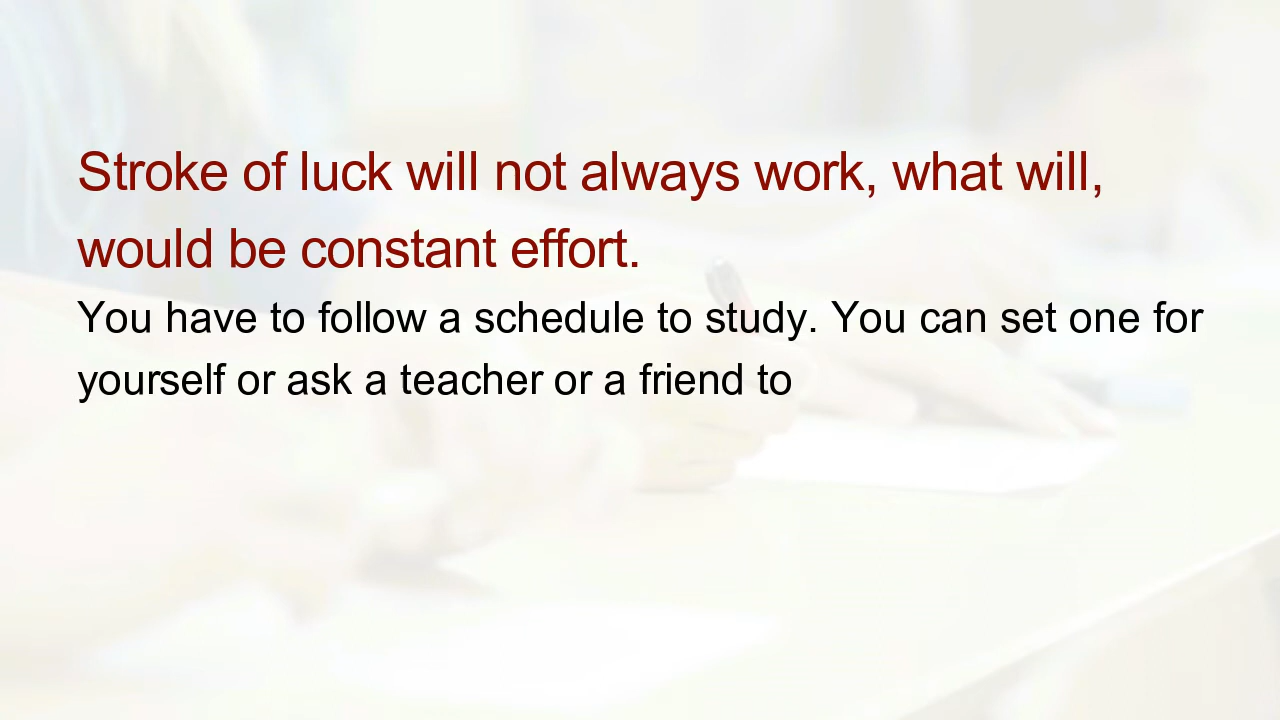 Stroke of luck will not always work, what will,
would be constant effort.
You have to follow a schedule to study. You can set one for
yourself or ask a teacher or a friend to